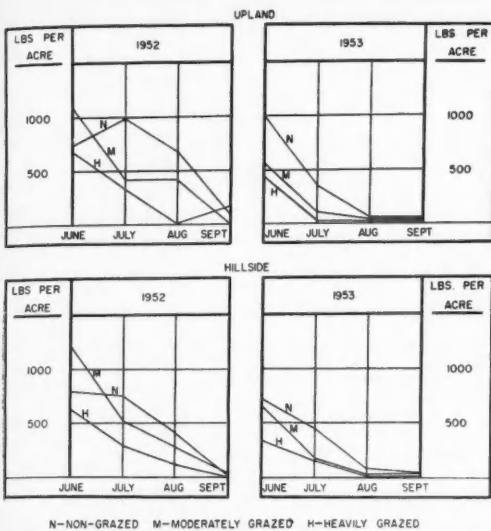 UPLAND
LBS PER
ACRE
1952
1953
LBS PER
ACRE
1000
500
N
M
H
1000
500
N
M
H
JUNE JULY AUG SEPT
JUNE JULY AUG SEPT
HILLSIDE
LBS PER
ACRE
1952
1953
LBS. PER
ACRE
1000
500
M
N
H
1000
500
N
M
H
JUNE JULY AUG SEPT
JUNE JULY AUG SEPT
N-NON-GRAZED M-MODERATELY GRAZED H-HEAVILY GRAZED